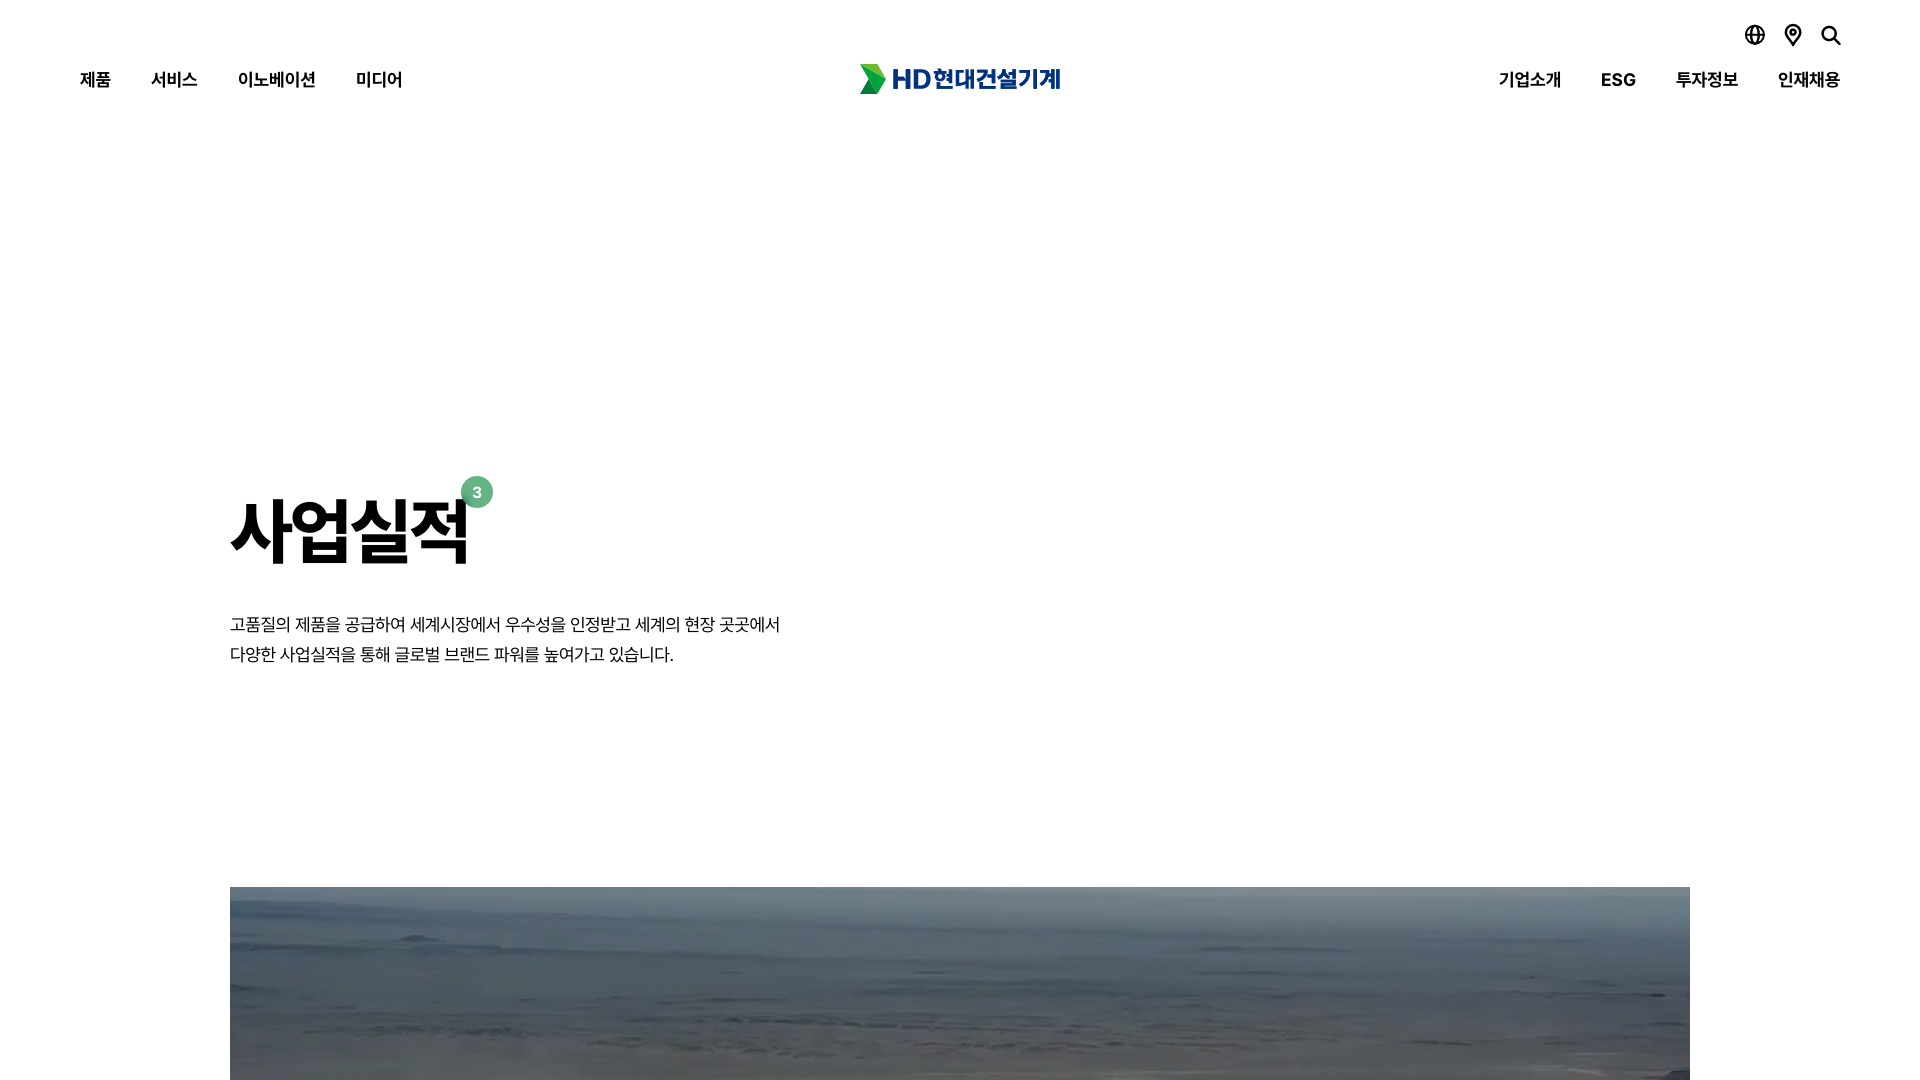 제품 서비스 이노베이션 미디어 HD현대건설기계 기업소개 ESG 투자정보 인재채용
사업실적 3
고품질의 제품을 공급하여 세계시장에서 우수성을 인정받고 세계의 현장 곳곳에서
다양한 사업실적을 통해 글로벌 브랜드 파워를 높여가고 있습니다.